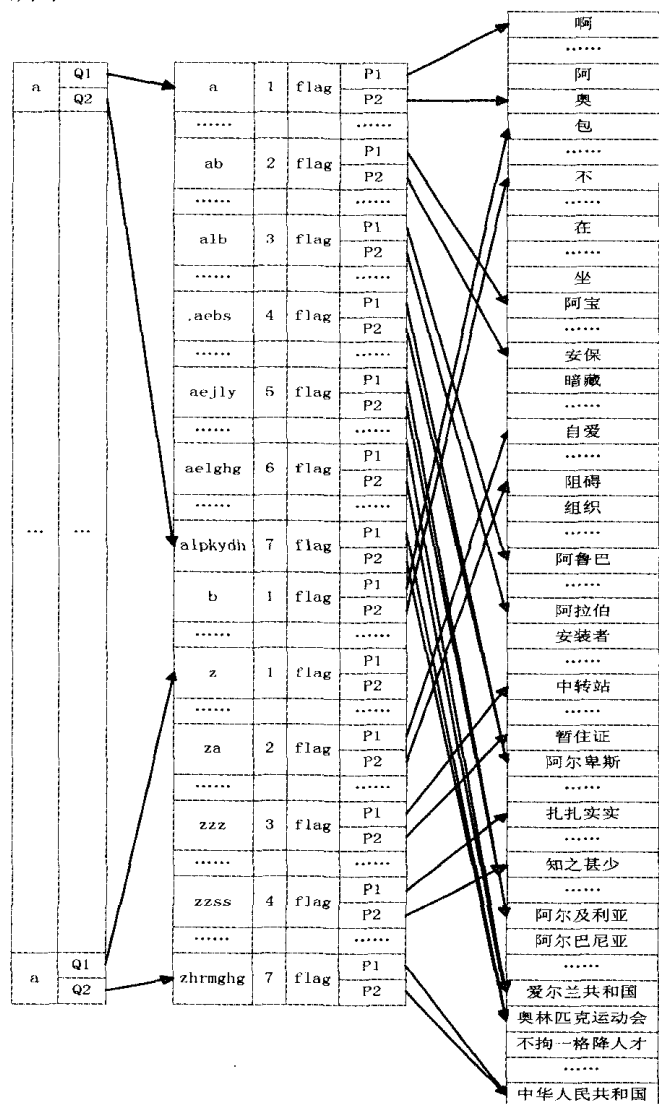 a Q1
Q2
... ...
a Q1
Q2
a 1 flag P1
P2
...... ......
ab 2 flag P1
P2
...... ......
alb 3 flag P1
P2
...... ......
.aebs 4 flag P1
P2
...... ......
aejly 5 flag P1
P2
...... ......
aelghg 6 flag P1
P2
...... ......
alpkydh 7 flag P1
P2
b 1 flag P1
P2
...... ......
z 1 flag P1
P2
...... ......
za 2 flag P1
P2
...... ......
zzz 3 flag P1
P2
...... ......
zzss 4 flag P1
P2
...... ......
zhrmghg 7 flag P1
P2
啊
......
阿
奥
包
......
不
......
在
......
坐
阿宝
......
安保
暗藏
......
自爱
......
阻碍
组织
......
阿鲁巴
......
阿拉伯
安装者
......
中转站
......
暂住证
阿尔卑斯
......
扎扎实实
......
知之甚少
......
阿尔及利亚
阿尔巴尼亚
......
爱尔兰共和国
奥林匹克运动会
不拘一格降人才
......
中华人民共和国